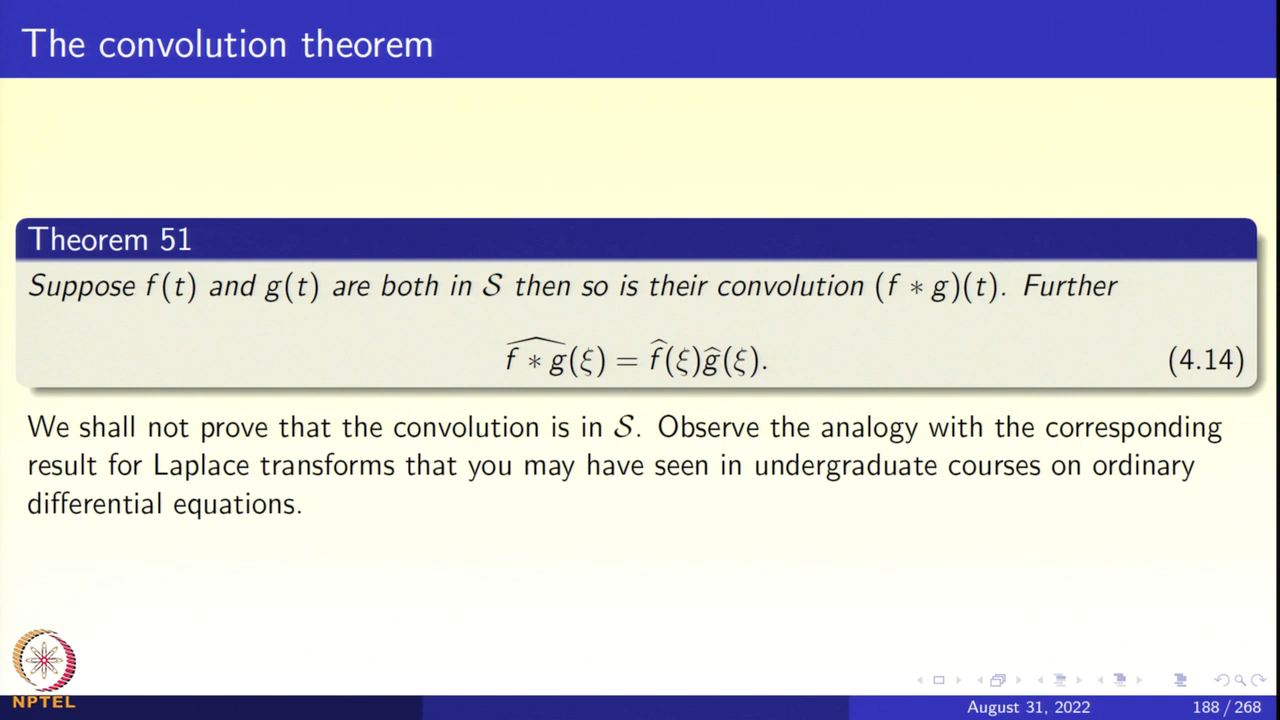 The convolution theorem
Theorem 51
Suppose f(t) and g(t) are both in 𝒮 then so is their convolution (f ∗ g)(t). Further
$\widehat{f * g}(\xi) = \widehat{f}(\xi)\widehat{g}(\xi).$ (4.14)
We shall not prove that the convolution is in 𝒮. Observe the analogy with the corresponding
result for Laplace transforms that you may have seen in undergraduate courses on ordinary
differential equations.
NPTEL
August 31, 2022 188 / 268